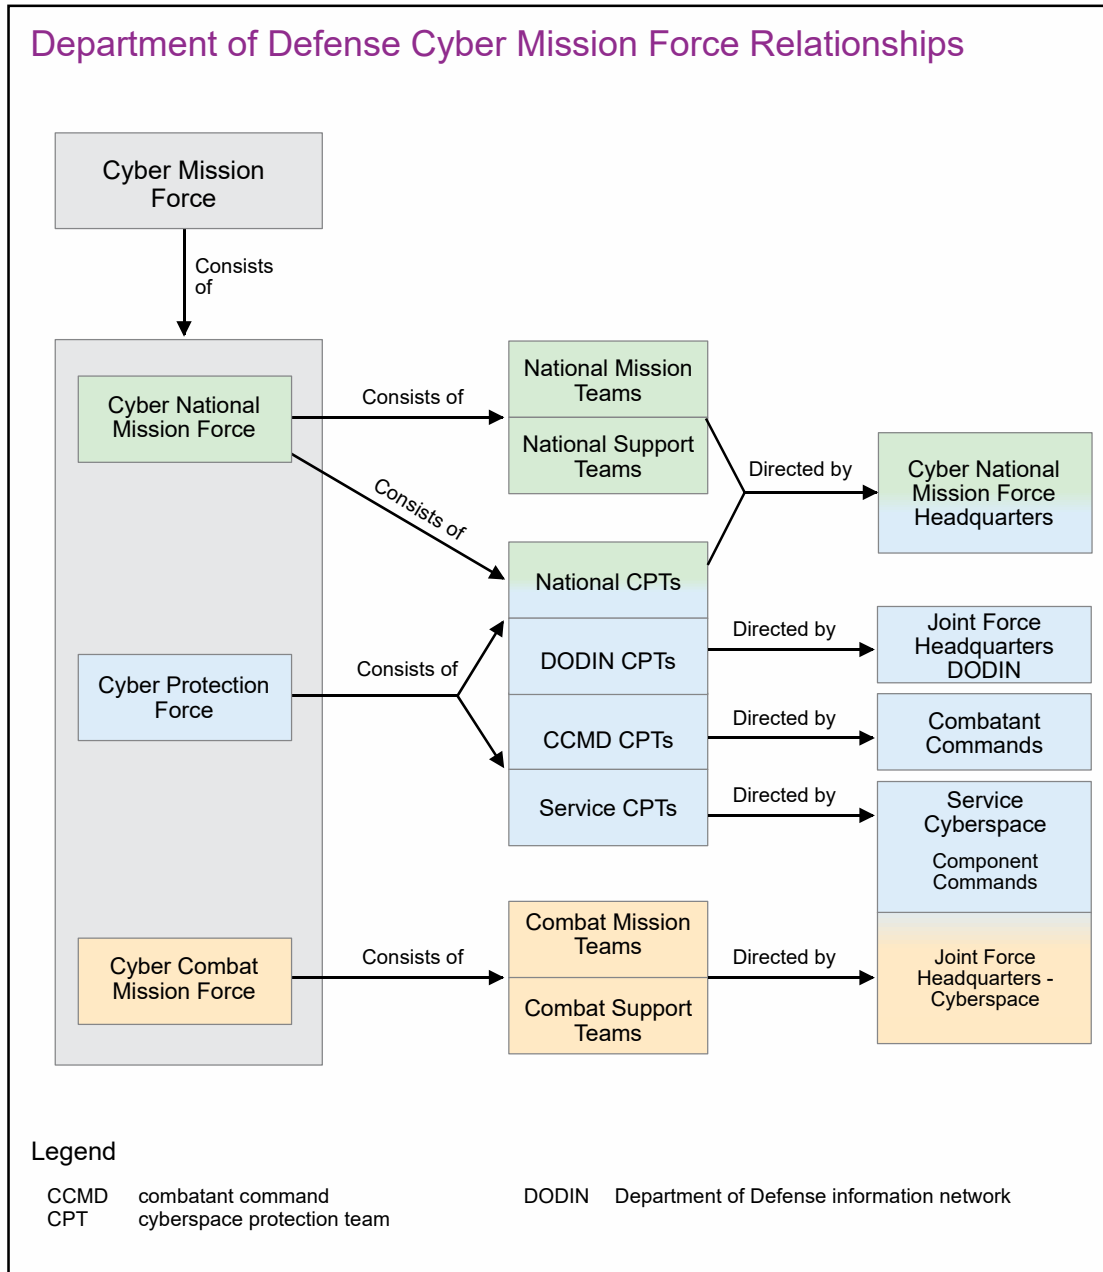 Department of Defense Cyber Mission Force Relationships
Cyber Mission
Force
Consists
of
Cyber National
Mission Force
Consists of
Consists of
National Mission
Teams
National Support
Teams
Directed by
Cyber National
Mission Force
Headquarters
Cyber Protection
Force
Consists of
National CPTs
DODIN CPTs
CCMD CPTs
Service CPTs
Directed by
Joint Force
Headquarters
DODIN
Directed by
Combatant
Commands
Directed by
Service
Cyberspace
Component
Commands
Cyber Combat
Mission Force
Consists of
Combat Mission
Teams
Combat Support
Teams
Directed by
Joint Force
Headquarters -
Cyberspace
Legend
CCMD combatant command
CPT cyberspace protection team
DODIN Department of Defense information network